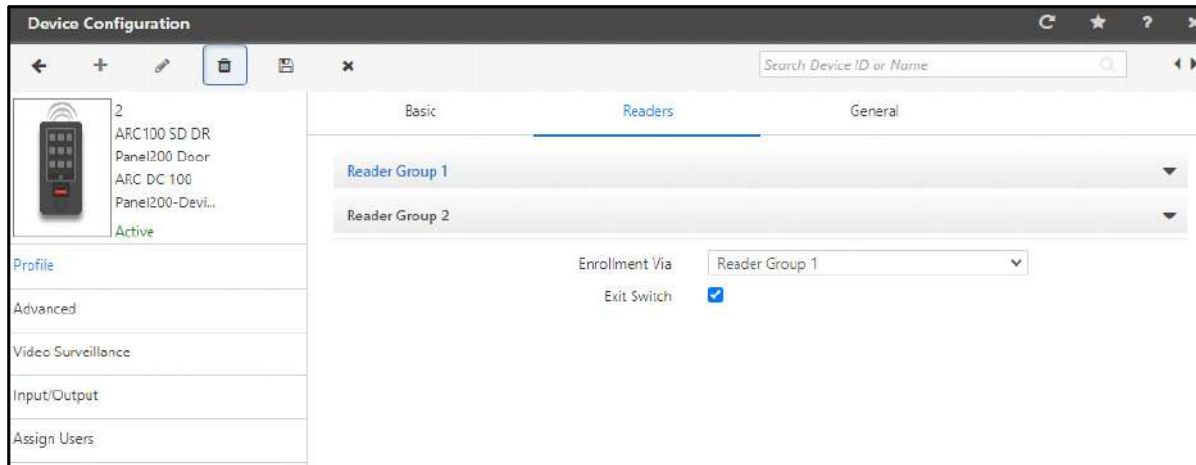 Device Configuration
Search Device ID or Name
2
ARC100 SD DR
Panel200 Door
ARC DC 100
Panel200-Devi...
Active
Profile
Advanced
Video Surveillance
Input/Output
Assign Users
Basic Readers General
Reader Group 1
Reader Group 2
Enrollment Via Reader Group 1
Exit Switch